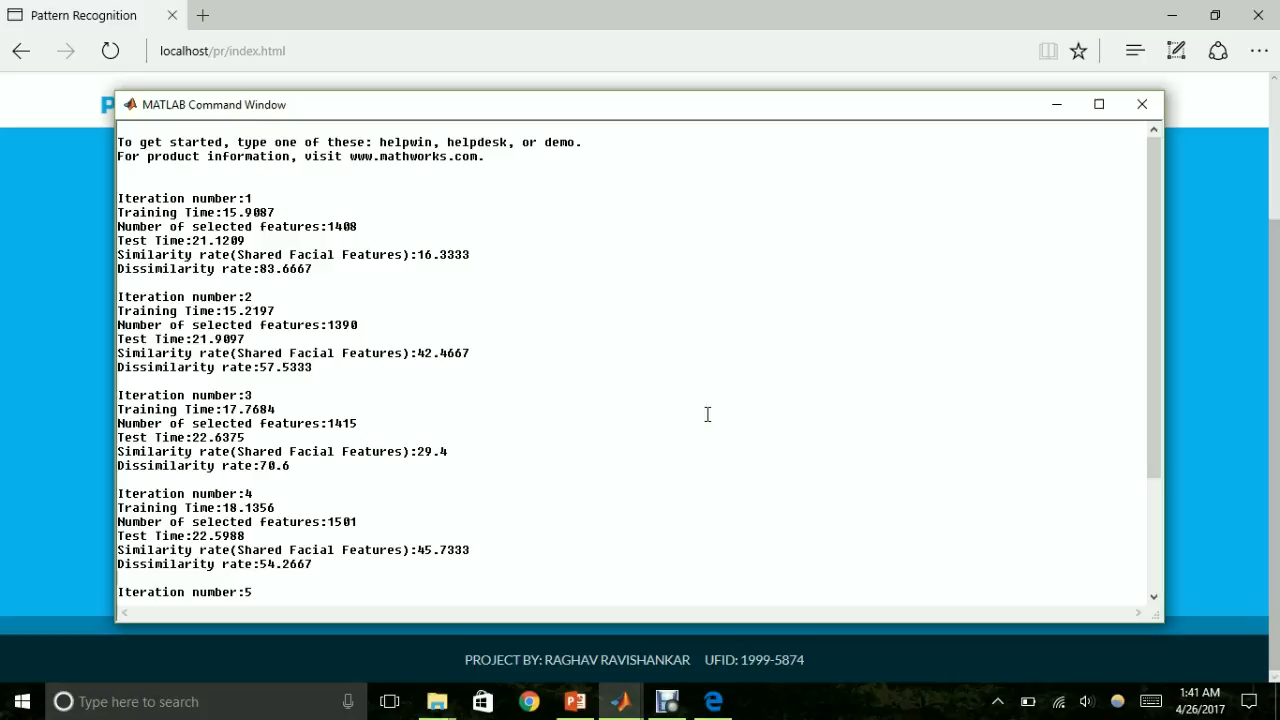 Pattern Recognition
localhost/pr/index.html
P
MATLAB Command Window
To get started, type one of these: helpwin, helpdesk, or demo.
For product information, visit www.mathworks.com.
Iteration number:1
Training Time:15.9087
Number of selected features:1408
Test Time:21.1209
Similarity rate(Shared Facial Features):16.3333
Dissimilarity rate:83.6667
Iteration number:2
Training Time:15.2197
Number of selected features:1390
Test Time:21.9097
Similarity rate(Shared Facial Features):42.4667
Dissimilarity rate:57.5333
Iteration number:3
Training Time:17.7684
Number of selected features:1415
Test Time:22.6375
Similarity rate(Shared Facial Features):29.4
Dissimilarity rate:70.6
Iteration number:4
Training Time:18.1356
Number of selected features:1501
Test Time:22.5988
Similarity rate(Shared Facial Features):45.7333
Dissimilarity rate:54.2667
Iteration number:5
PROJECT BY: RAGHAV RAVISHANKAR UFID: 1999-5874
Type here to search
1:41 AM
4/26/2017